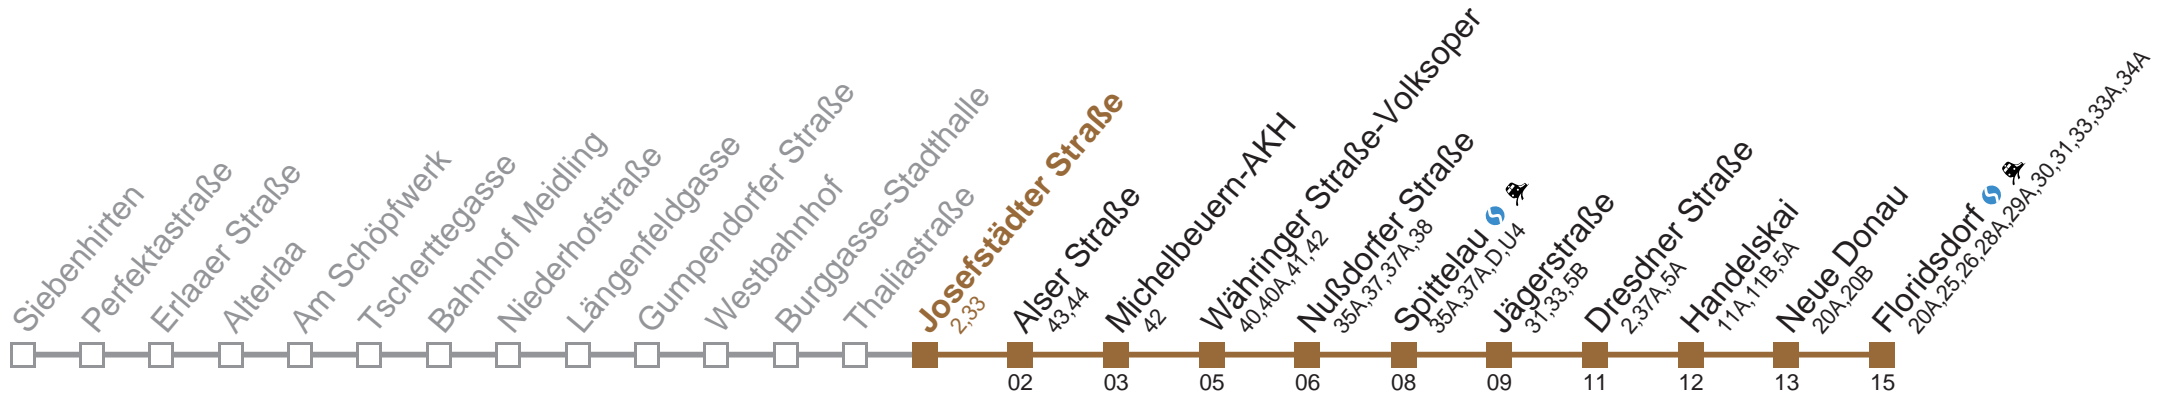 Siebenhirten
Perfektastraße
Erlaaer Straße
Alterlaa
Am Schöpfwerk
Tscherttegasse
Bahnhof Meidling
Niederhofstraße
Längenfeldgasse
Gumpendorfer Straße
Westbahnhof
Burggasse-Stadthalle
Thaliastraße
Josefstädter Straße
2,33
Alser Straße
43,44
Michelbeuern-AKH
42
Währinger Straße-Volksoper
40,40A,41,42
Nußdorfer Straße
35A,37,37A,38
Spittelau
35A,37A,D,U4
Jägerstraße
31,33,5B
Dresdner Straße
2,37A,5A
Handelskai
11A,11B,5A
Neue Donau
20A,20B
Floridsdorf
20A,25,26,28A,29A,30,31,33,33A,34A
02 03 05 06 08 09 11 12 13 15